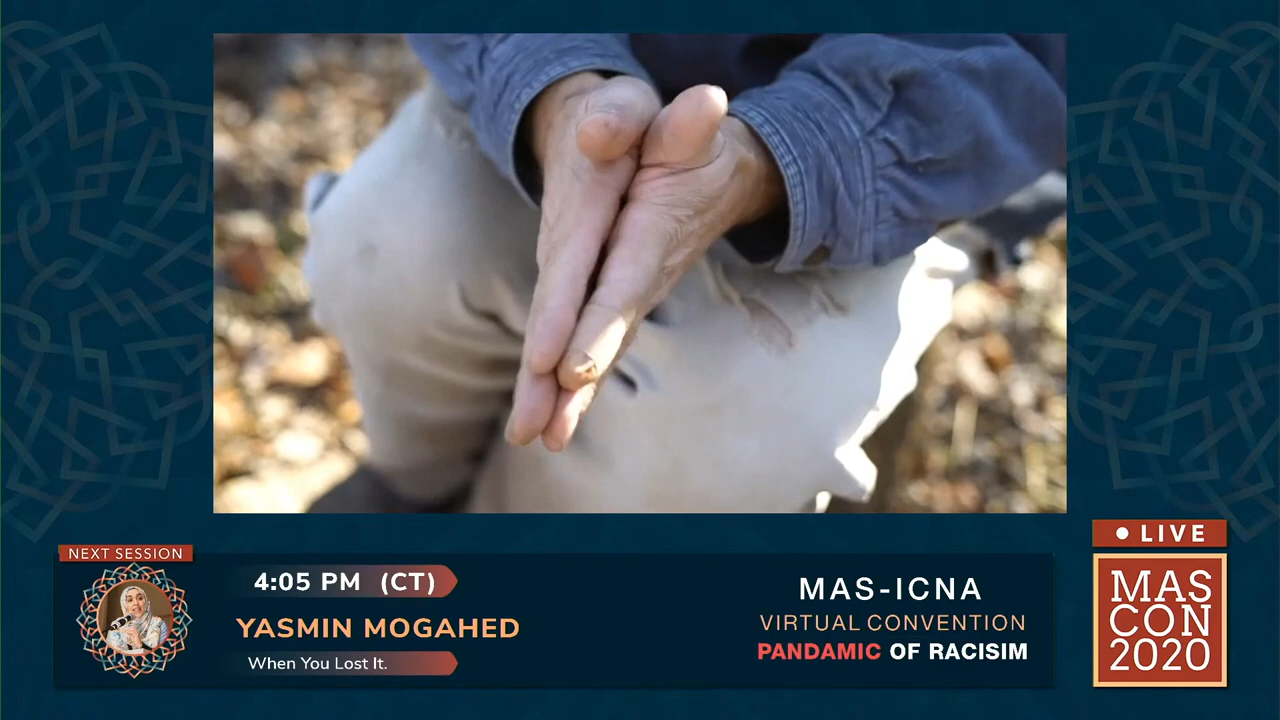 NEXT SESSION
4:05 PM (CT)
YASMIN MOGAHED
When You Lost It.
MAS-ICNA
VIRTUAL CONVENTION
PANDAMIC OF RACISIM
LIVE
MAS
CON
2020